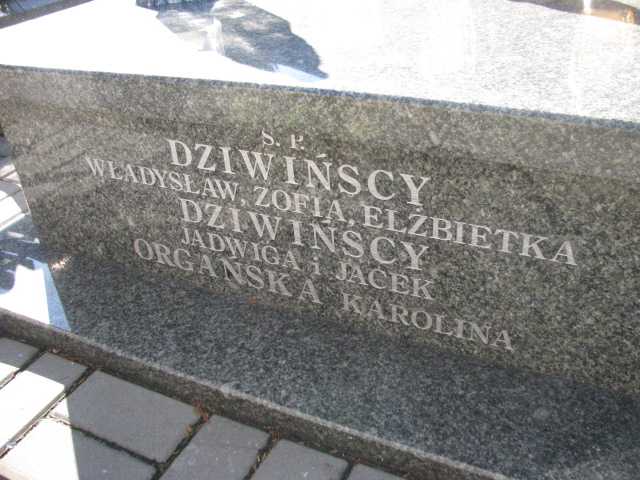 Ś. P.
DZIWIŃSCY
WŁADYSŁAW, ZOFIA, ELŻBIETKA
DZIWIŃSCY
JADWIGA i JACEK
ORGAŃSKA KAROLINA